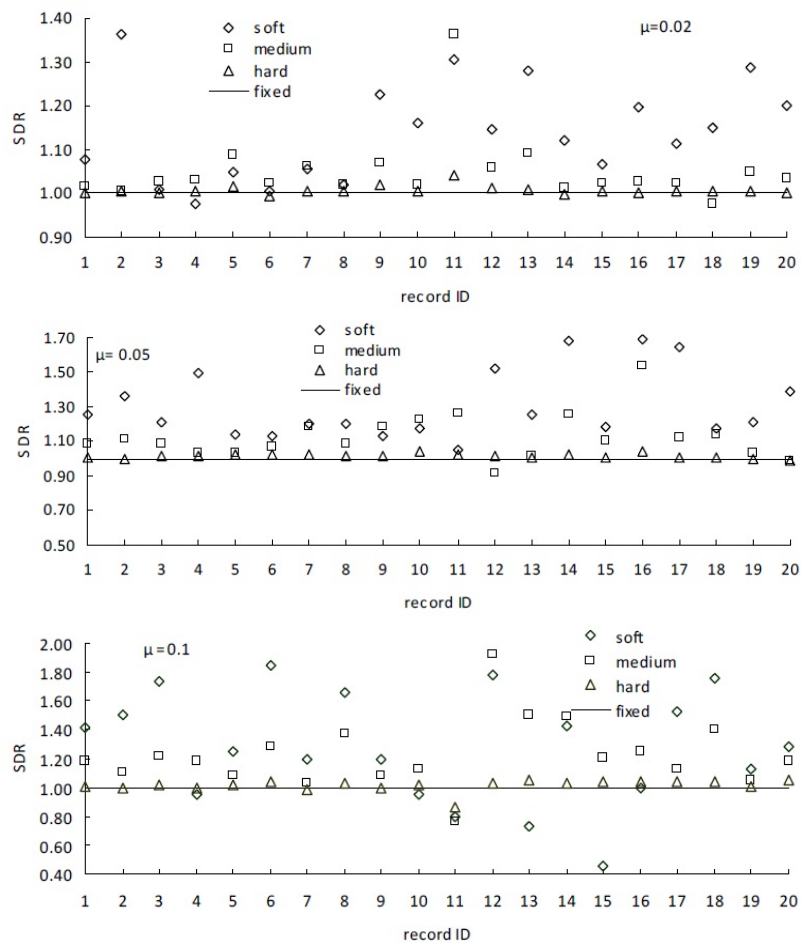 1.40
soft
μ=0.02
medium
1.30
hard
fixed
1.20
SDR
1.10
1.00
0.90
1 2 3 4 5 6 7 8 9 10 11 12 13 14 15 16 17 18 19 20
record ID
1.70
soft
μ= 0.05
medium
1.50
hard
fixed
1.30
SDR
1.10
0.90
0.70
0.50
1 2 3 4 5 6 7 8 9 10 11 12 13 14 15 16 17 18 19 20
record ID
2.00
μ =0.1
soft
1.80
medium
hard
1.60
fixed
1.40
SDR
1.20
1.00
0.80
0.60
0.40
1 2 3 4 5 6 7 8 9 10 11 12 13 14 15 16 17 18 19 20
record ID